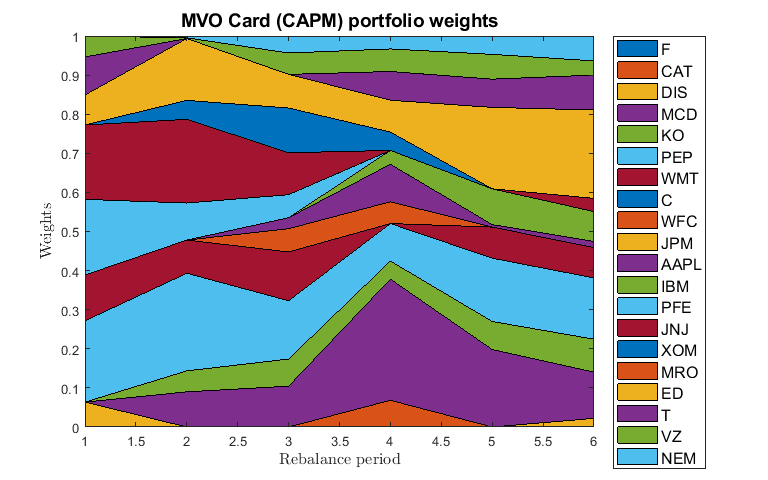 MVO Card (CAPM) portfolio weights
1
0.9
0.8
0.7
0.6
0.5
0.4
0.3
0.2
0.1
0
Weights
1 1.5 2 2.5 3 3.5 4 4.5 5 5.5 6
Rebalance period
F
CAT
DIS
MCD
KO
PEP
WMT
C
WFC
JPM
AAPL
IBM
PFE
JNJ
XOM
MRO
ED
T
VZ
NEM